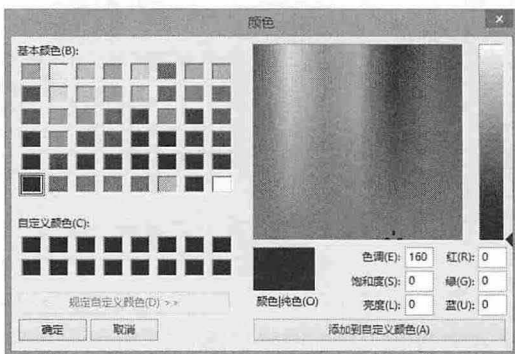 颜色
基本颜色(B):
自定义颜色(C):
规定自定义颜色(D) >>
确定 取消
颜色|纯色(O)
色调(E): 160 红(R): 0
饱和度(S): 0 绿(G): 0
亮度(L): 0 蓝(U): 0
添加到自定义颜色(A)